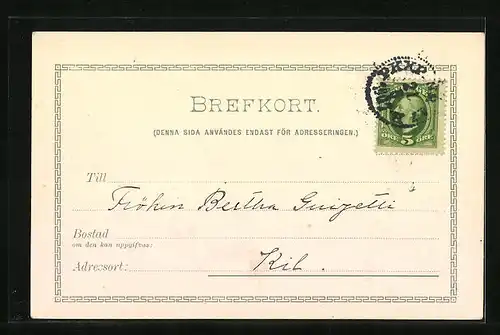 BREFKORT.
(DENNA SIDA ANVÄNDES ENDAST FÖR ADRESSERINGEN.)
ÖRE 5 ÖRE
Till
Fröken Bertha Guizetti
Bostad
om den kan uppgifvas:
Adressort:
Kil.